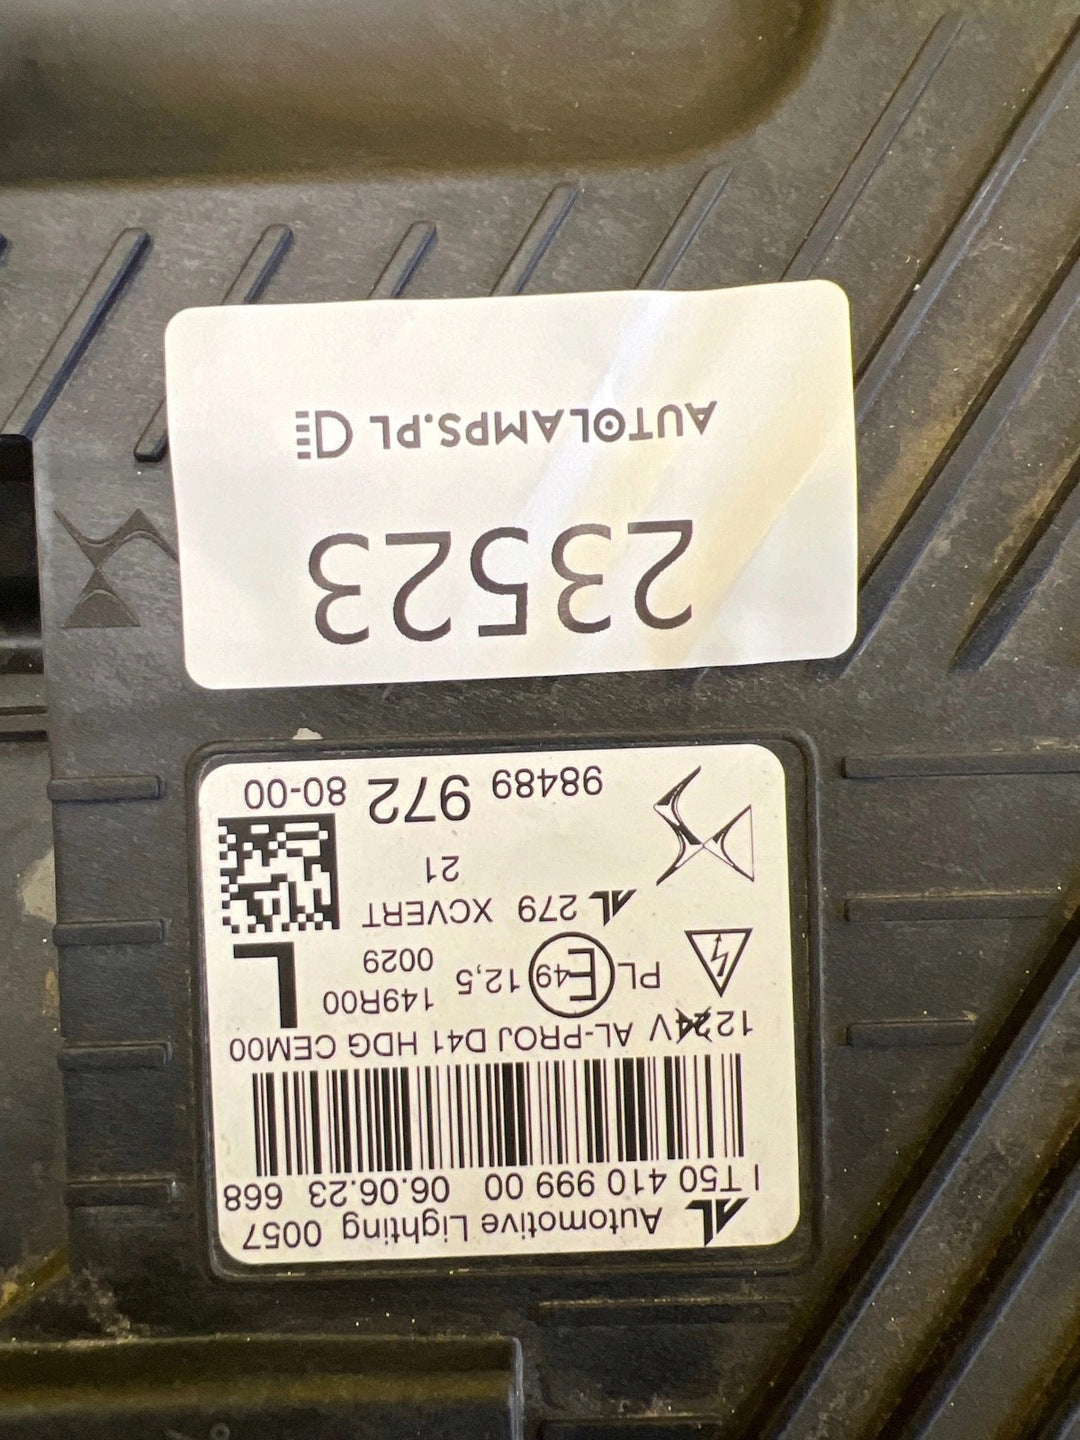 Automotive Lighting 0057
I T50 410 999 00 06.06.23 668
1224V AL-PROJ D41 HDG CEM00
PL E49 12,5 149R00 L
0029
AL 279 XCVERT
21
98489 972 80-00
23523
AUTOLAMPS.PL